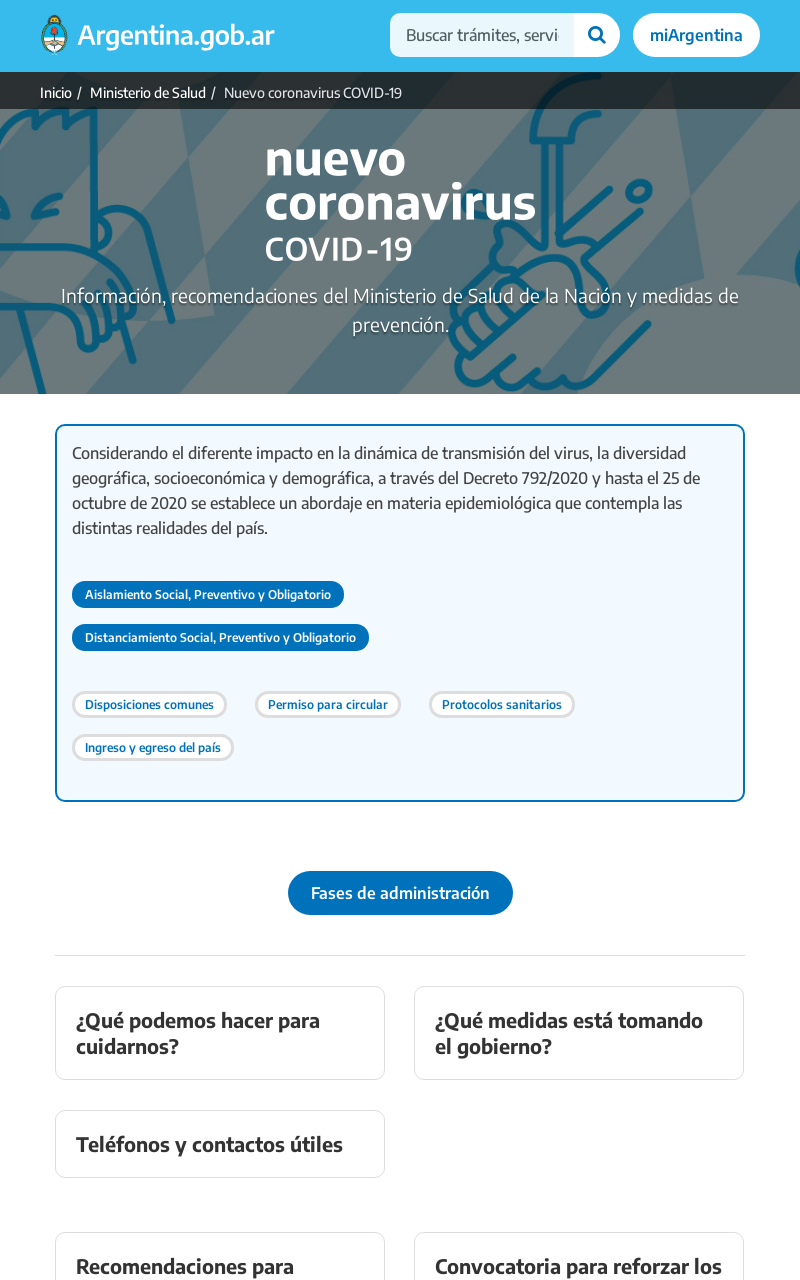 Argentina.gob.ar
Buscar trámites, servi
miArgentina
Inicio / Ministerio de Salud / Nuevo coronavirus COVID-19
nuevo
coronavirus
COVID-19
Información, recomendaciones del Ministerio de Salud de la Nación y medidas de
prevención.
Considerando el diferente impacto en la dinámica de transmisión del virus, la diversidad
geográfica, socioeconómica y demográfica, a través del Decreto 792/2020 y hasta el 25 de
octubre de 2020 se establece un abordaje en materia epidemiológica que contempla las
distintas realidades del país.
Aislamiento Social, Preventivo y Obligatorio
Distanciamiento Social, Preventivo y Obligatorio
Disposiciones comunes
Permiso para circular
Protocolos sanitarios
Ingreso y egreso del país
Fases de administración
¿Qué podemos hacer para
cuidarnos?
¿Qué medidas está tomando
el gobierno?
Teléfonos y contactos útiles
Recomendaciones para
Convocatoria para reforzar los